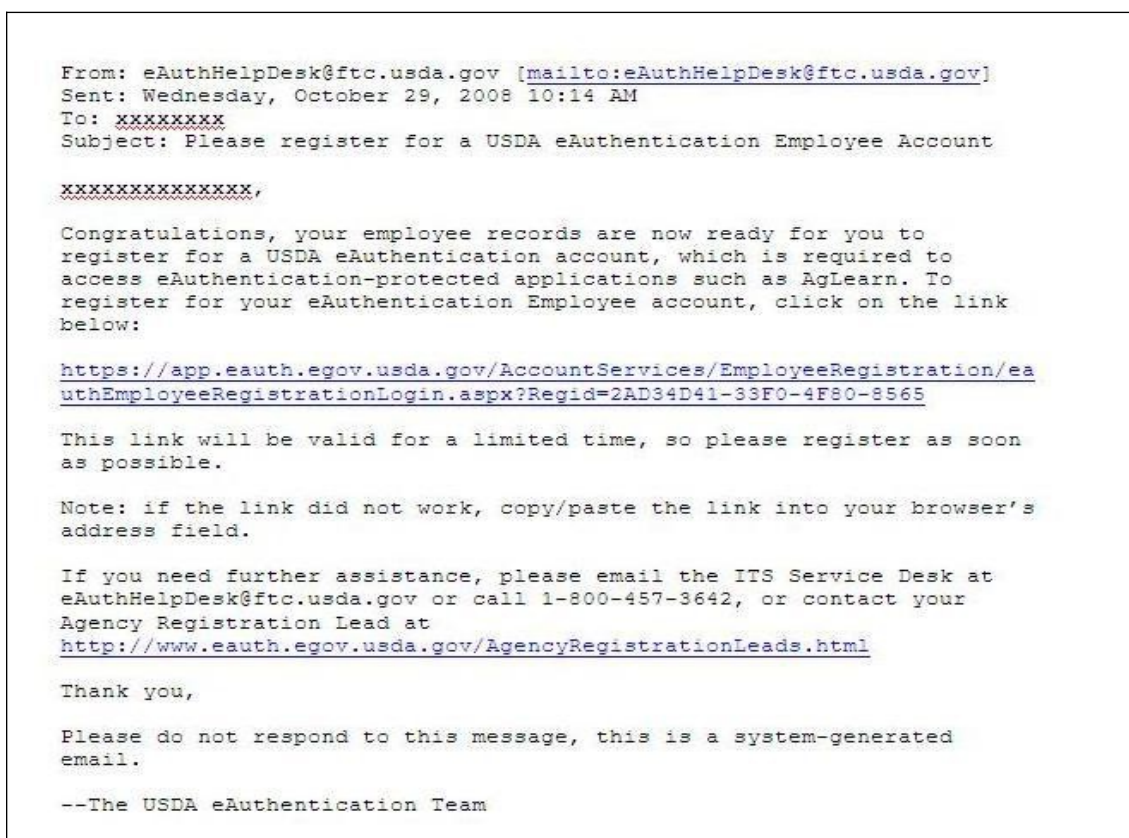 From: eAuthHelpDesk@ftc.usda.gov [mailto:eAuthHelpDesk@ftc.usda.gov]
Sent: Wednesday, October 29, 2008 10:14 AM
To: xxxxxxxx
Subject: Please register for a USDA eAuthentication Employee Account
xxxxxxxxxxxxxx,
Congratulations, your employee records are now ready for you to
register for a USDA eAuthentication account, which is required to
access eAuthentication-protected applications such as AgLearn. To
register for your eAuthentication Employee account, click on the link
below:
https://app.eauth.egov.usda.gov/AccountServices/EmployeeRegistration/ea
uthEmployeeRegistrationLogin.aspx?Regid=2AD34D41-33F0-4F80-8565
This link will be valid for a limited time, so please register as soon
as possible.
Note: if the link did not work, copy/paste the link into your browser's
address field.
If you need further assistance, please email the ITS Service Desk at
eAuthHelpDesk@ftc.usda.gov or call 1-800-457-3642, or contact your
Agency Registration Lead at
http://www.eauth.egov.usda.gov/AgencyRegistrationLeads.html
Thank you,
Please do not respond to this message, this is a system-generated
email.
--The USDA eAuthentication Team